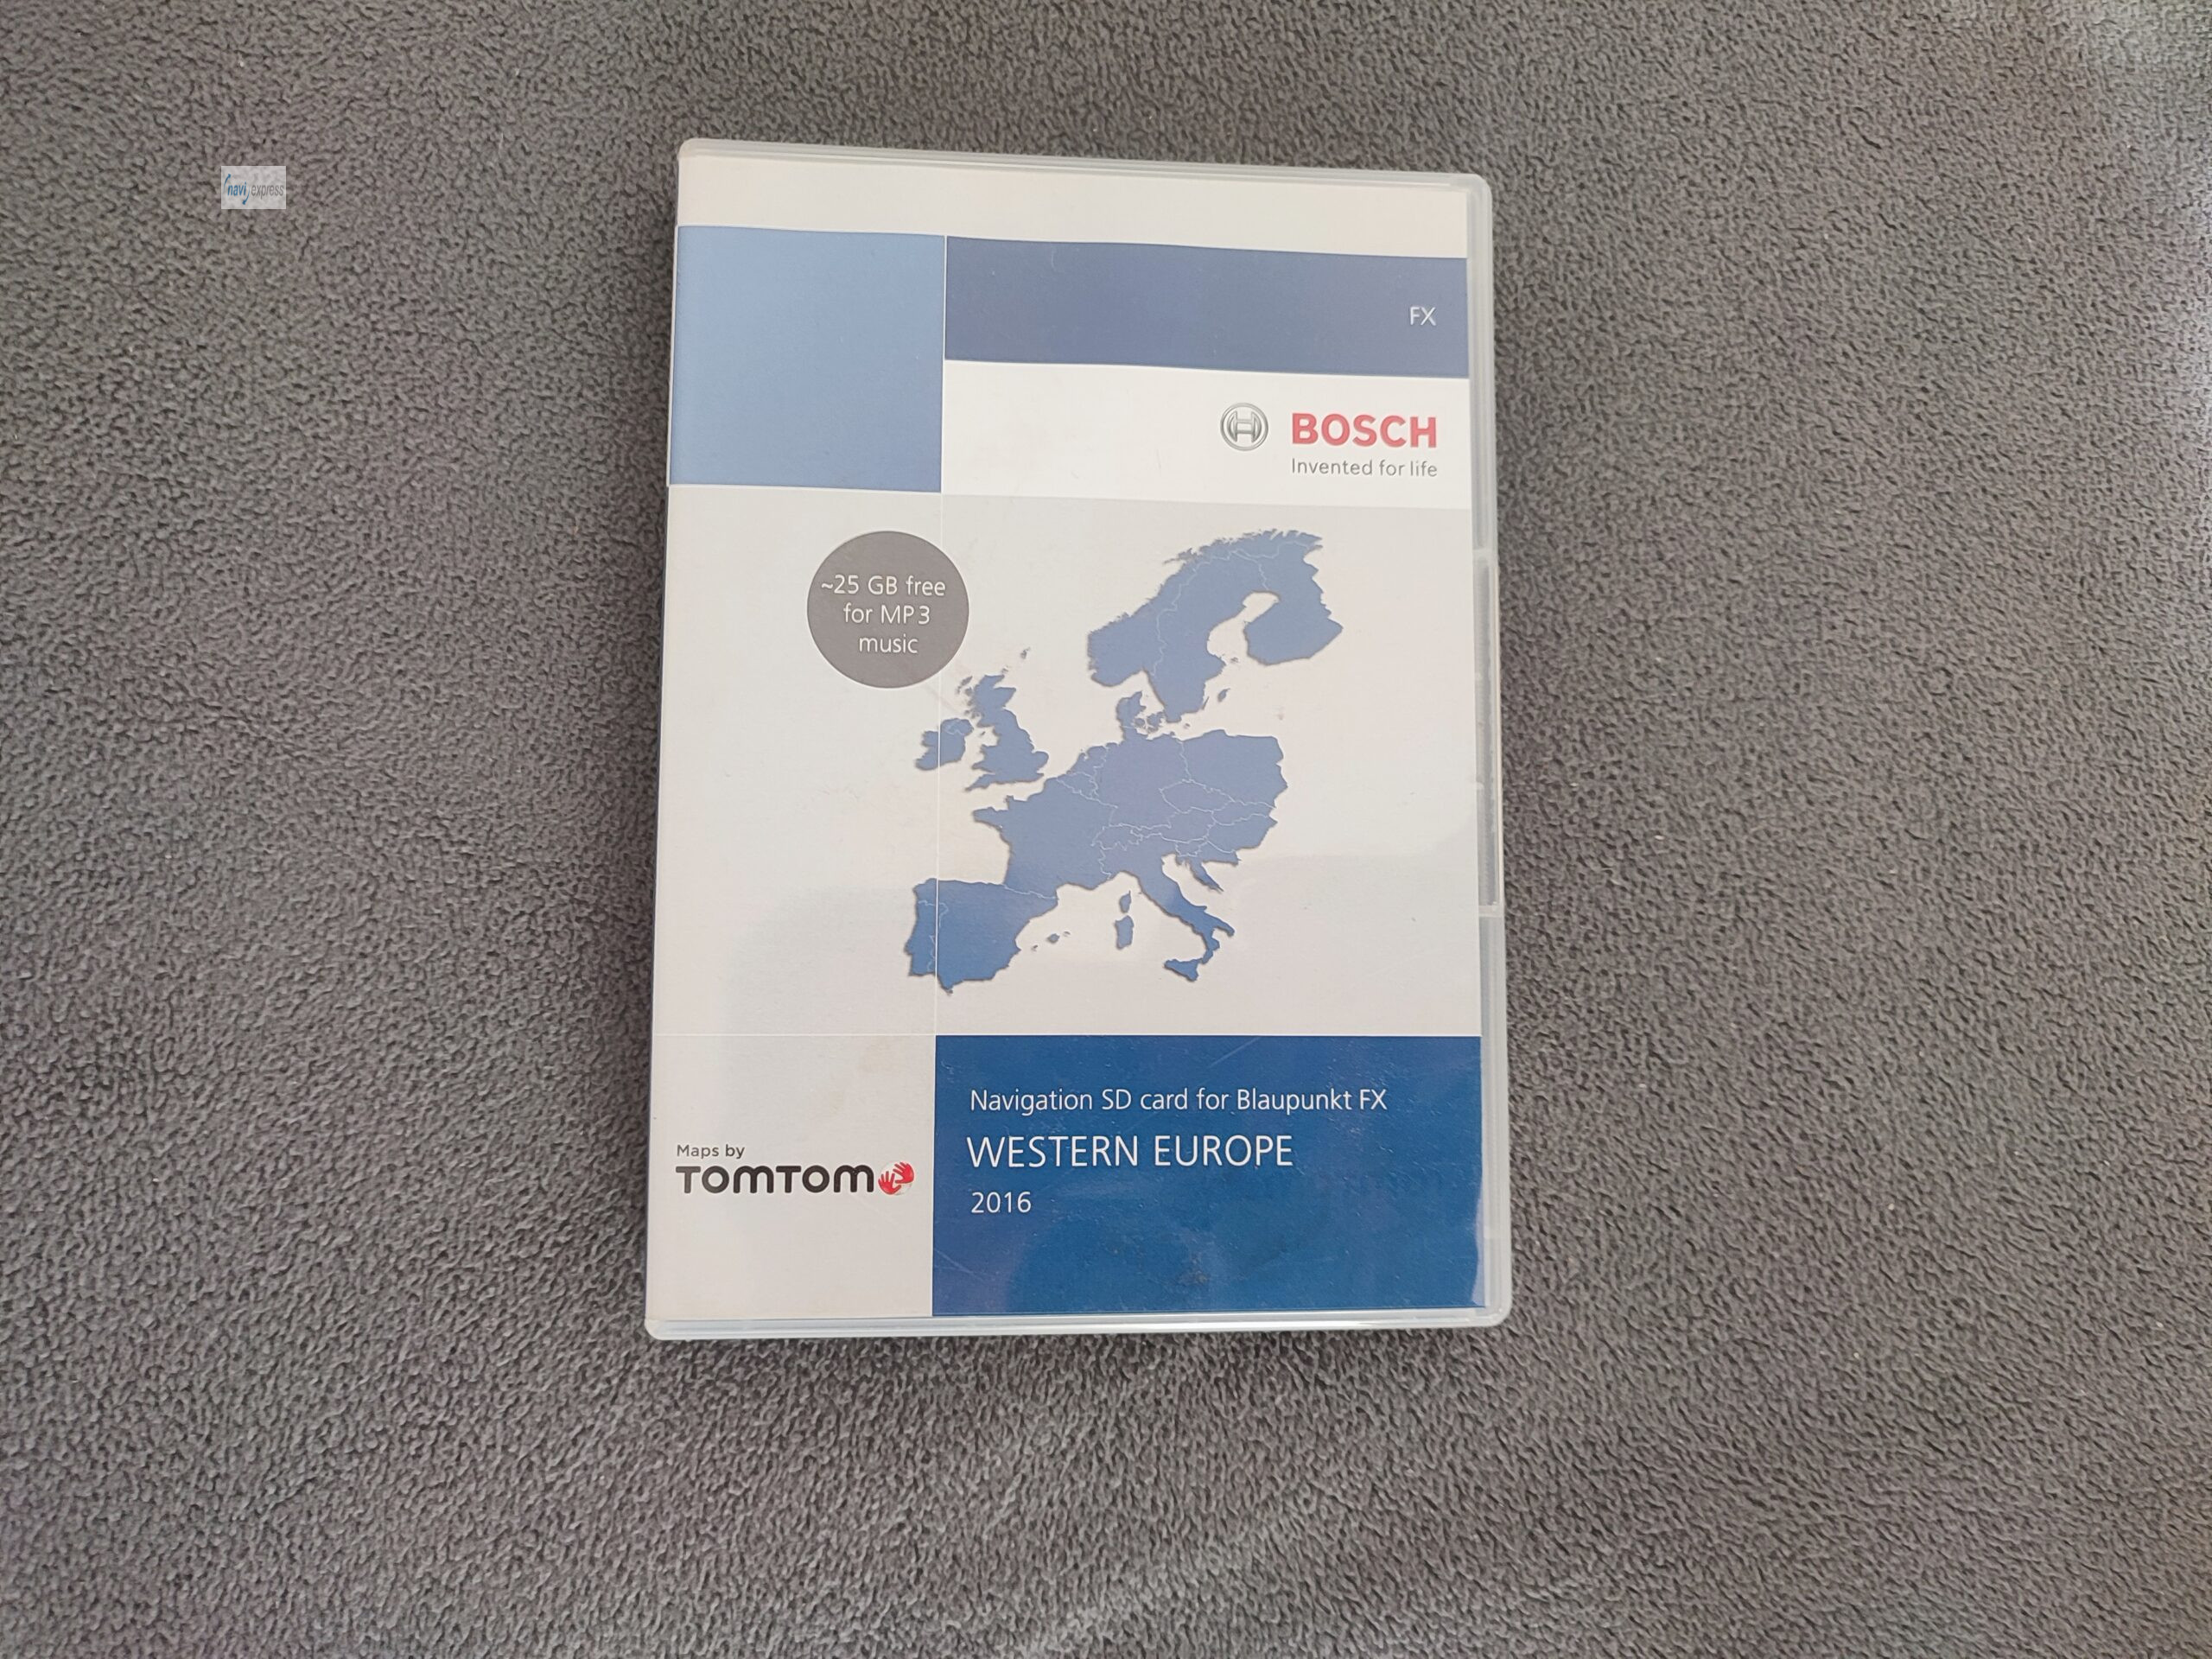 navi express
FX
BOSCH
Invented for life
~25 GB free
for MP3
music
Navigation SD card for Blaupunkt FX
WESTERN EUROPE
2016
Maps by
TOMTOM